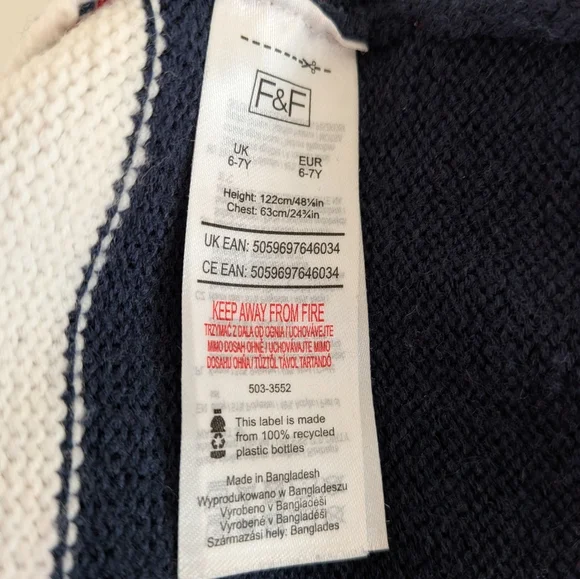 F&F
UK EUR
6-7Y 6-7Y
Height: 122cm/48⅛in
Chest: 63cm/24¾in
UK EAN: 5059697646034
CE EAN: 5059697646034
KEEP AWAY FROM FIRE
TRZYMAĆ Z DALA OD OGNIA / UCHOVÁVEJTE
MIMO DOSAH OHNĚ / UCHOVÁVAJTE MIMO
DOSAHU OHŇA / TŰZTŐL TÁVOL TARTANDÓ
503-3552
This label is made
from 100% recycled
plastic bottles
Made in Bangladesh
Wyprodukowano w Bangladeszu
Vyrobeno v Bangladéši
Vyrobené v Bangladéši
Származási hely: Banglades